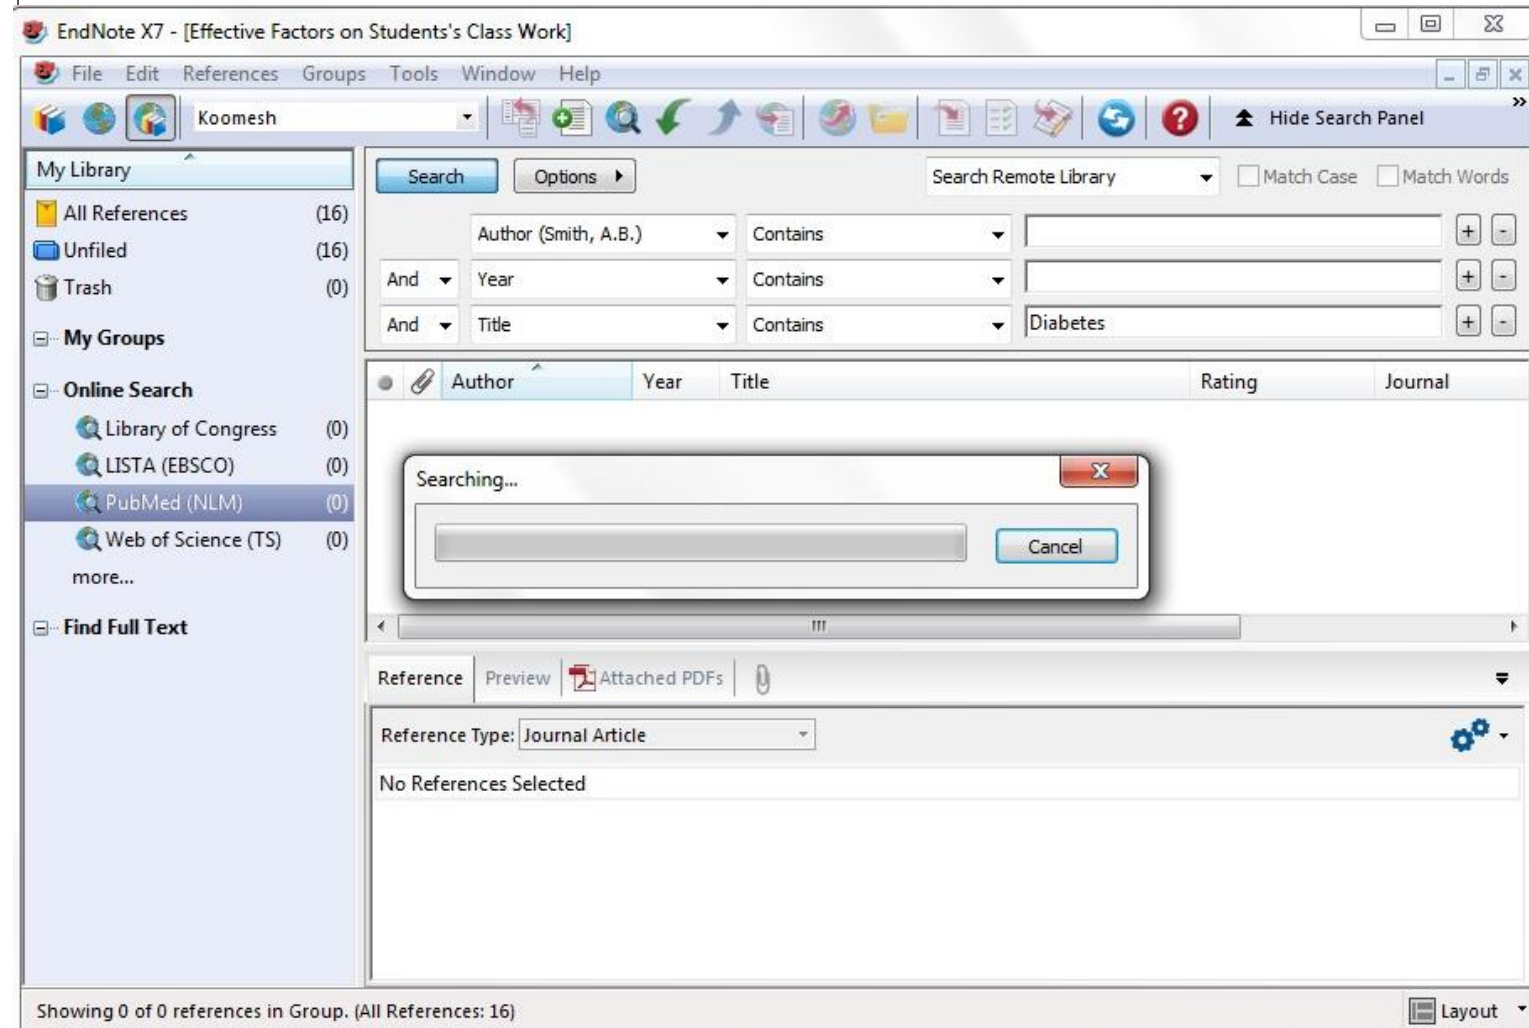 EndNote X7 - [Effective Factors on Students's Class Work]
File Edit References Groups Tools Window Help
Koomesh
Hide Search Panel
My Library
All References (16)
Unfiled (16)
Trash (0)
My Groups
Online Search
Library of Congress (0)
LISTA (EBSCO) (0)
PubMed (NLM) (0)
Web of Science (TS) (0)
more...
Find Full Text
Search Options Search Remote Library Match Case Match Words
Author (Smith, A.B.) Contains
And Year Contains
And Title Contains Diabetes
Author Year Title Rating Journal
Searching...
Cancel
Reference Preview Attached PDFs
Reference Type: Journal Article
No References Selected
Showing 0 of 0 references in Group. (All References: 16)
Layout